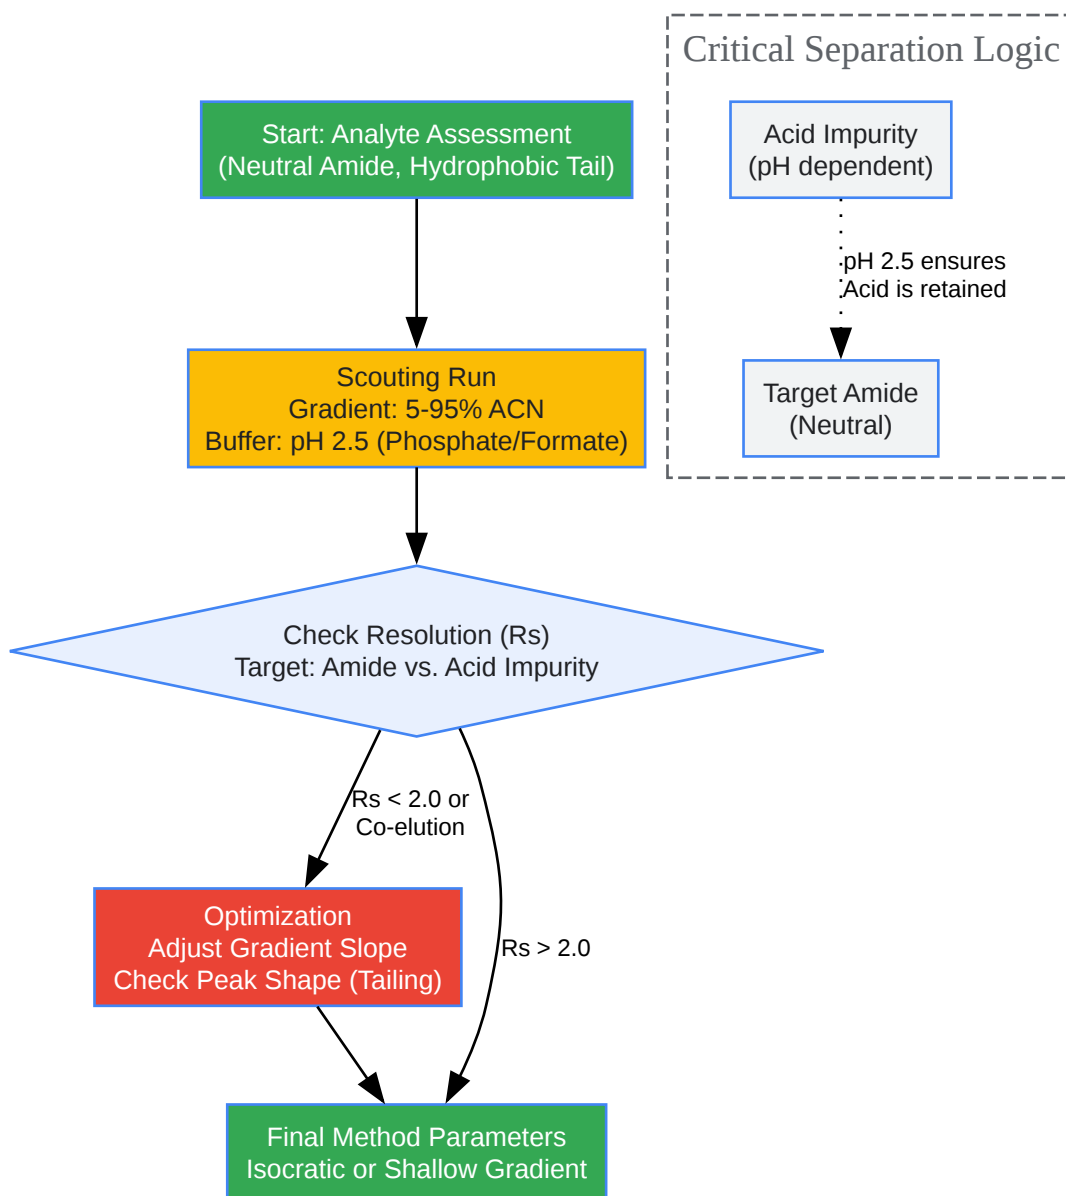 Critical Separation Logic
Start: Analyte Assessment
(Neutral Amide, Hydrophobic Tail)
Acid Impurity
(pH dependent)
pH 2.5 ensures
Acid is retained
Scouting Run
Gradient: 5-95% ACN
Buffer: pH 2.5 (Phosphate/Formate)
Target Amide
(Neutral)
Check Resolution (Rs)
Target: Amide vs. Acid Impurity
Rs < 2.0 or
Co-elution
Optimization
Adjust Gradient Slope
Check Peak Shape (Tailing)
Rs > 2.0
Final Method Parameters
Isocratic or Shallow Gradient